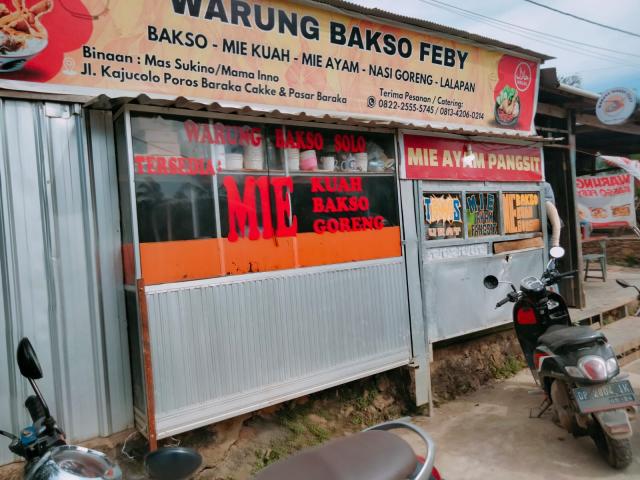 WARUNG BAKSO FEBY
BAKSO - MIE KUAH - MIE AYAM - NASI GORENG - LALAPAN
Binaan : Mas Sukino/Mama Inno
Jl. Kajucolo Poros Baraka Cakke & Pasar Baraka
Terima Pesanan / Catering:
0822-2555-5745 / 0813-4206-0214
WARUNG BAKSO SOLO
TERSEDIA :
MIE
KUAH
BAKSO
GORENG
MIE AYAM PANGSIT
MIE
BAKSO
WARUNG